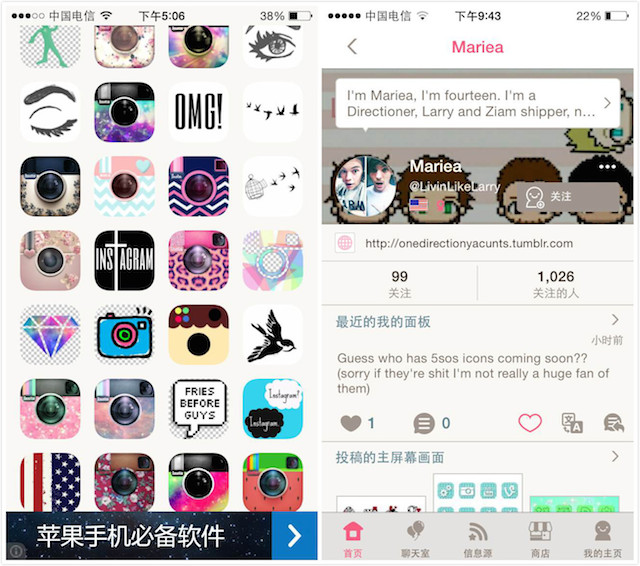 中国电信
下午5:06
38%
OMG!
INSTAGRAM
FRIES
BEFORE
GUYS
Instagram?
Instagram.
苹果手机必备软件
中国电信
下午9:43
22%
Mariea
I'm Mariea, I'm fourteen. I'm a
Directioner, Larry and Ziam shipper, n...
Mariea
@LivinLikeLarry
关注
http://onedirectionyacunts.tumblr.com
99
关注
1,026
关注的人
最近的我的面板
小时前
Guess who has 5sos icons coming soon??
(sorry if they're shit I'm not really a huge fan of
them)
1
0
投稿的主屏幕画面
首页
聊天室
信息源
商店
我的主页